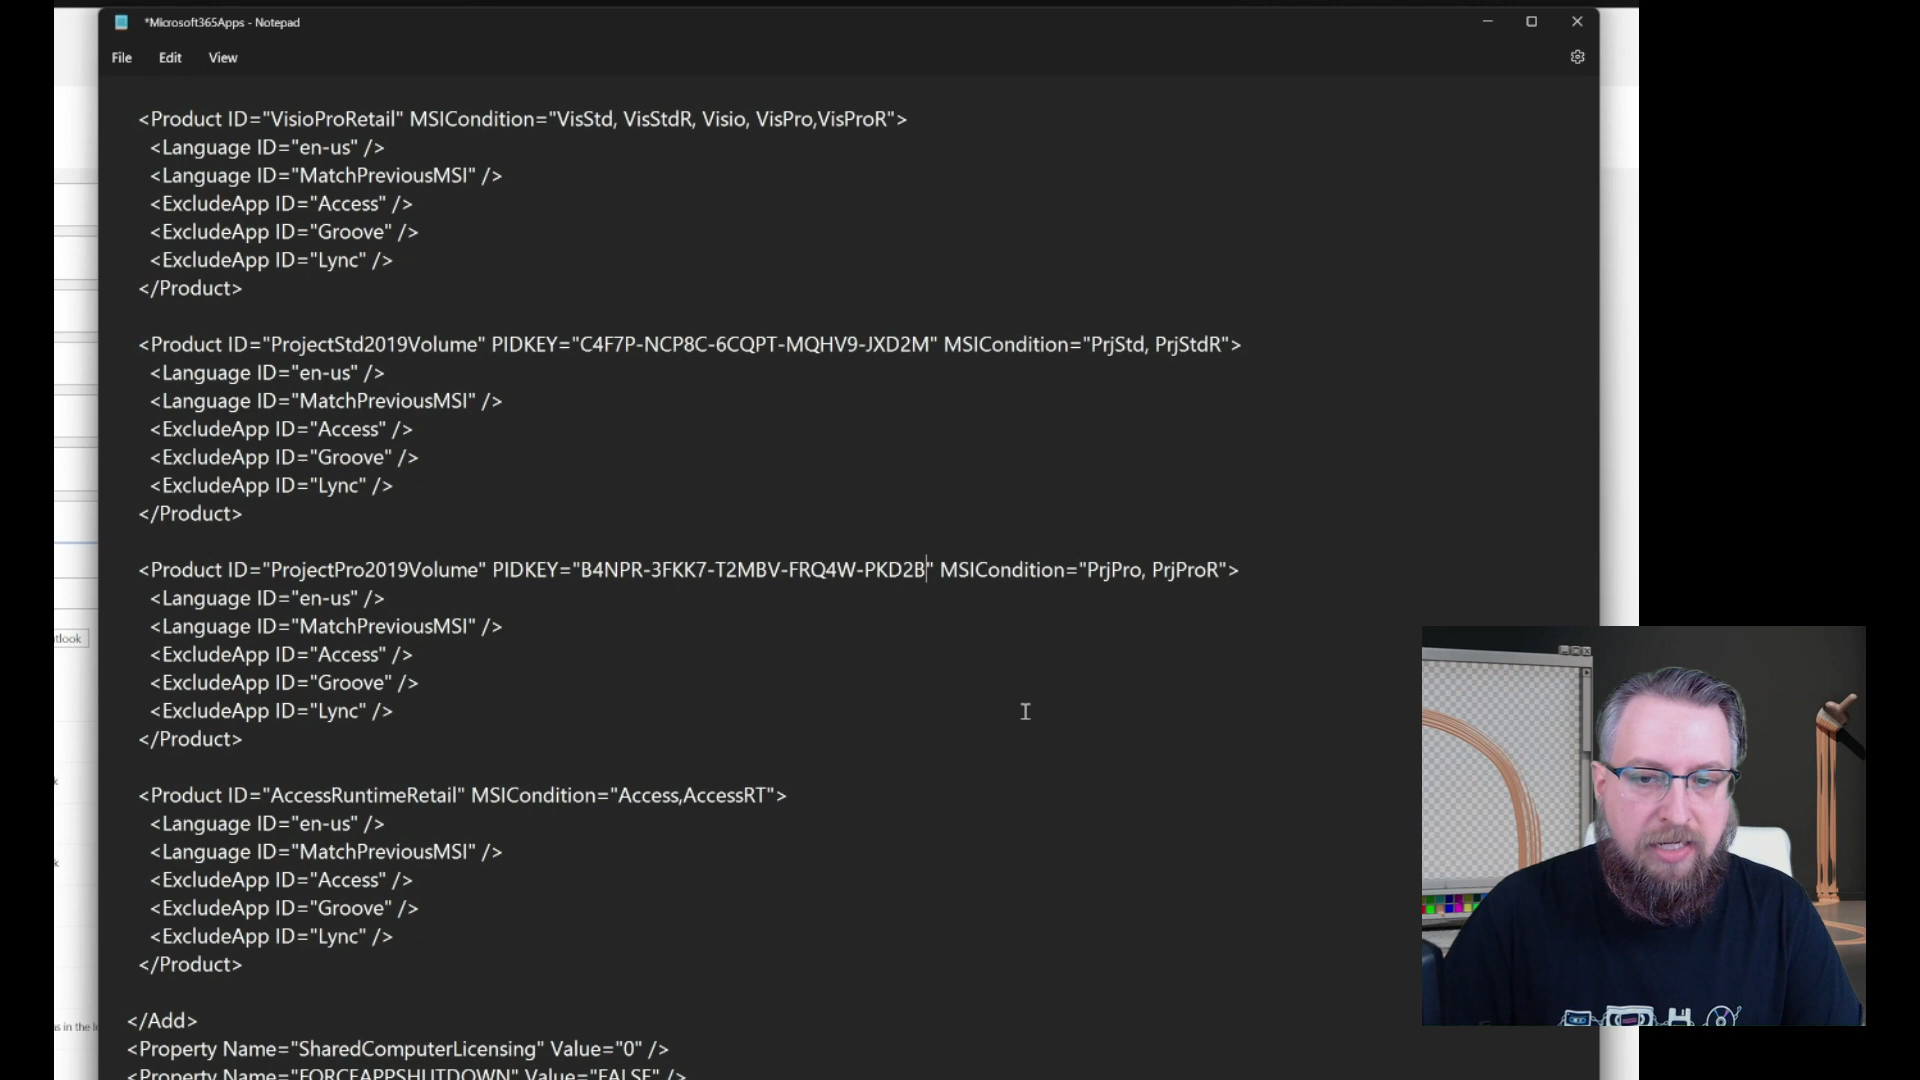 *Microsoft365Apps - Notepad
File Edit View
<Product ID="VisioProRetail" MSICondition="VisStd, VisStdR, Visio, VisPro,VisProR">
<Language ID="en-us" />
<Language ID="MatchPreviousMSI" />
<ExcludeApp ID="Access" />
<ExcludeApp ID="Groove" />
<ExcludeApp ID="Lync" />
</Product>
<Product ID="ProjectStd2019Volume" PIDKEY="C4F7P-NCP8C-6CQPT-MQHV9-JXD2M" MSICondition="PrjStd, PrjStdR">
<Language ID="en-us" />
<Language ID="MatchPreviousMSI" />
<ExcludeApp ID="Access" />
<ExcludeApp ID="Groove" />
<ExcludeApp ID="Lync" />
</Product>
<Product ID="ProjectPro2019Volume" PIDKEY="B4NPR-3FKK7-T2MBV-FRQ4W-PKD2B" MSICondition="PrjPro, PrjProR">
<Language ID="en-us" />
<Language ID="MatchPreviousMSI" />
<ExcludeApp ID="Access" />
<ExcludeApp ID="Groove" />
<ExcludeApp ID="Lync" />
</Product>
<Product ID="AccessRuntimeRetail" MSICondition="Access,AccessRT">
<Language ID="en-us" />
<Language ID="MatchPreviousMSI" />
<ExcludeApp ID="Access" />
<ExcludeApp ID="Groove" />
<ExcludeApp ID="Lync" />
</Product>
</Add>
<Property Name="SharedComputerLicensing" Value="0" />
<Property Name="FORCEAPPSHUTDOWN" Value="FALSE" />